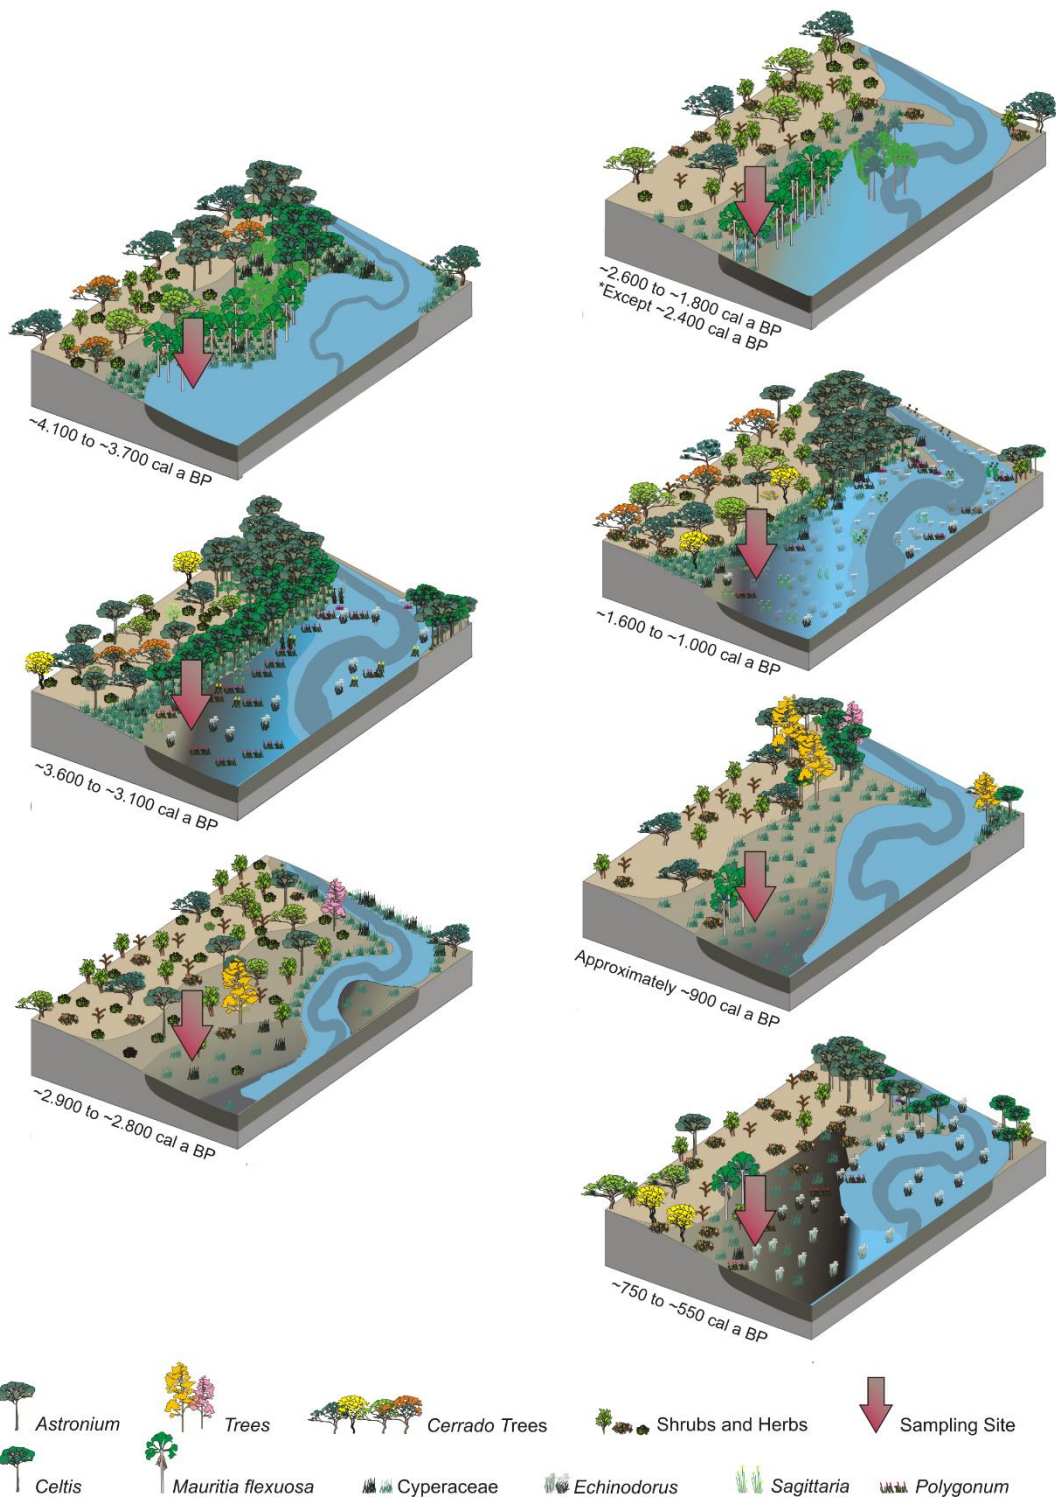 ~4.100 to ~3.700 cal a BP
~3.600 to ~3.100 cal a BP
~2.900 to ~2.800 cal a BP
~2.600 to ~1.800 cal a BP
*Except ~2.400 cal a BP
~1.600 to ~1.000 cal a BP
Approximately ~900 cal a BP
~750 to ~550 cal a BP
Astronium
Trees
Cerrado Trees
Shrubs and Herbs
Sampling Site
Celtis
Mauritia flexuosa
Cyperaceae
Echinodorus
Sagittaria
Polygonum